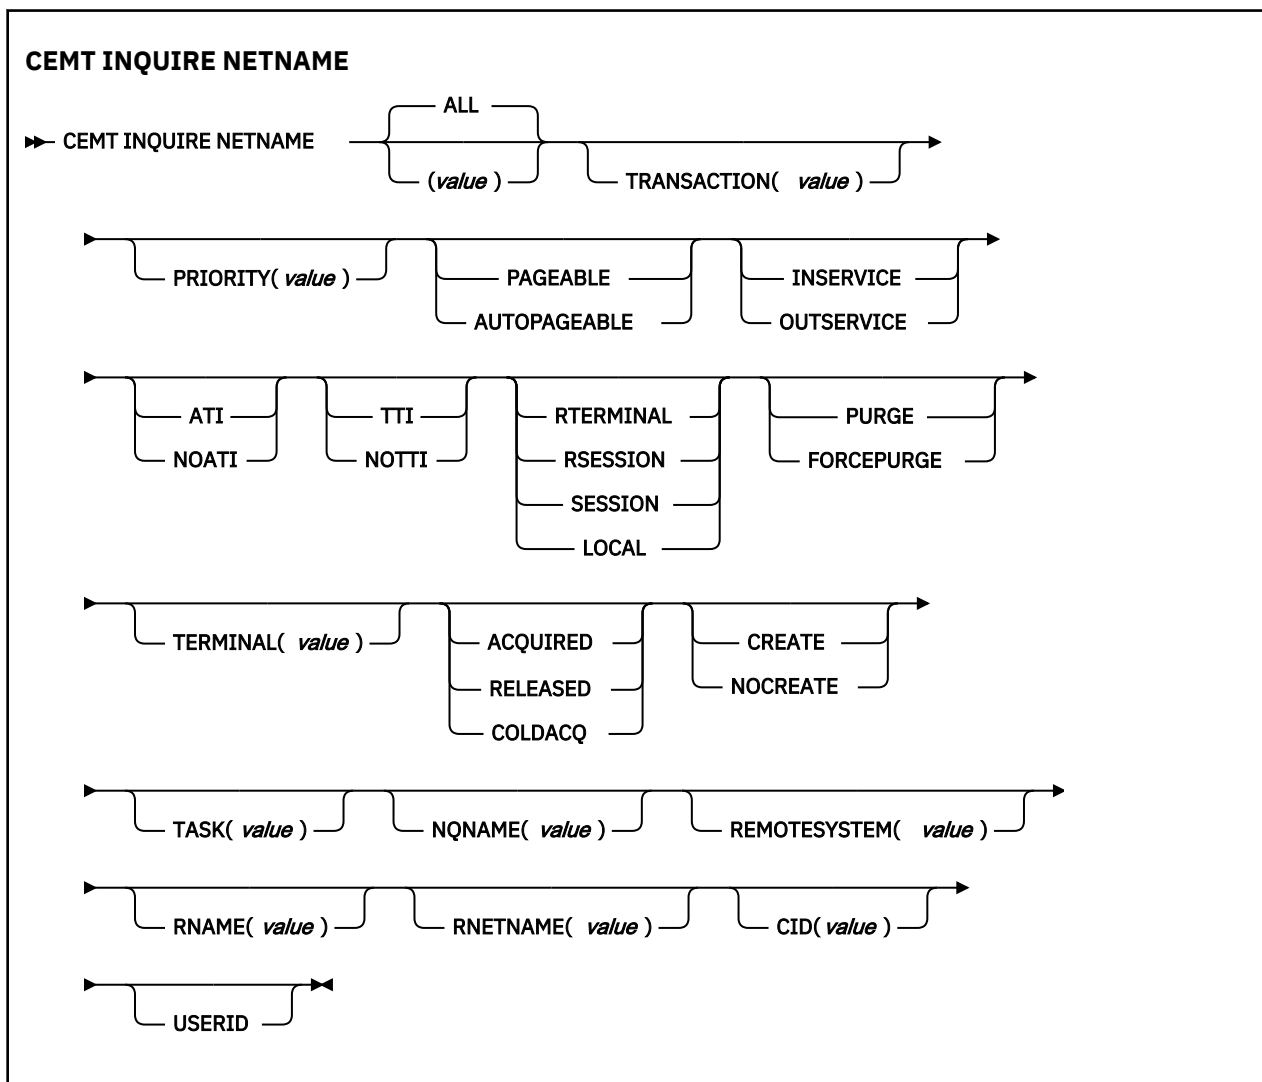 CEMT INQUIRE NETNAME
ALL
CEMT INQUIRE NETNAME
(value )
TRANSACTION( value )
PRIORITY( value )
PAGEABLE
INSERVICE
AUTOPAGEABLE
OUTSERVICE
ATI
TTI
RTERMINAL
PURGE
NOATI
NOTTI
RSESSION
FORCEPURGE
SESSION
LOCAL
TERMINAL( value )
ACQUIRED
CREATE
RELEASED
NOCREATE
COLDACQ
TASK( value )
NQNAME( value )
REMOTESYSTEM( value )
RNAME( value )
RNETNAME( value )
CID( value )
USERID